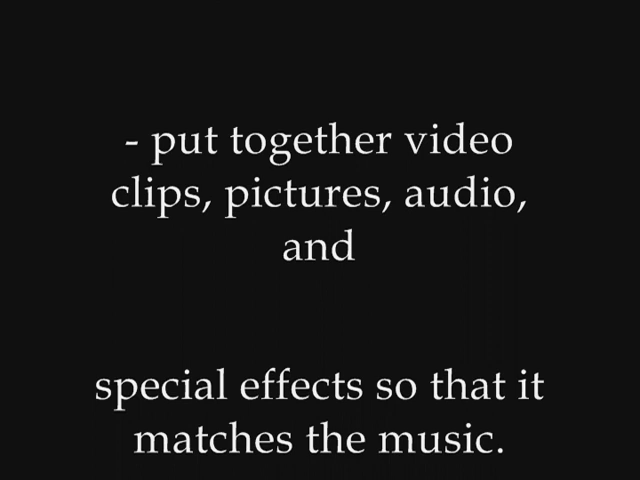 - put together video
clips, pictures, audio,
and
special effects so that it
matches the music.